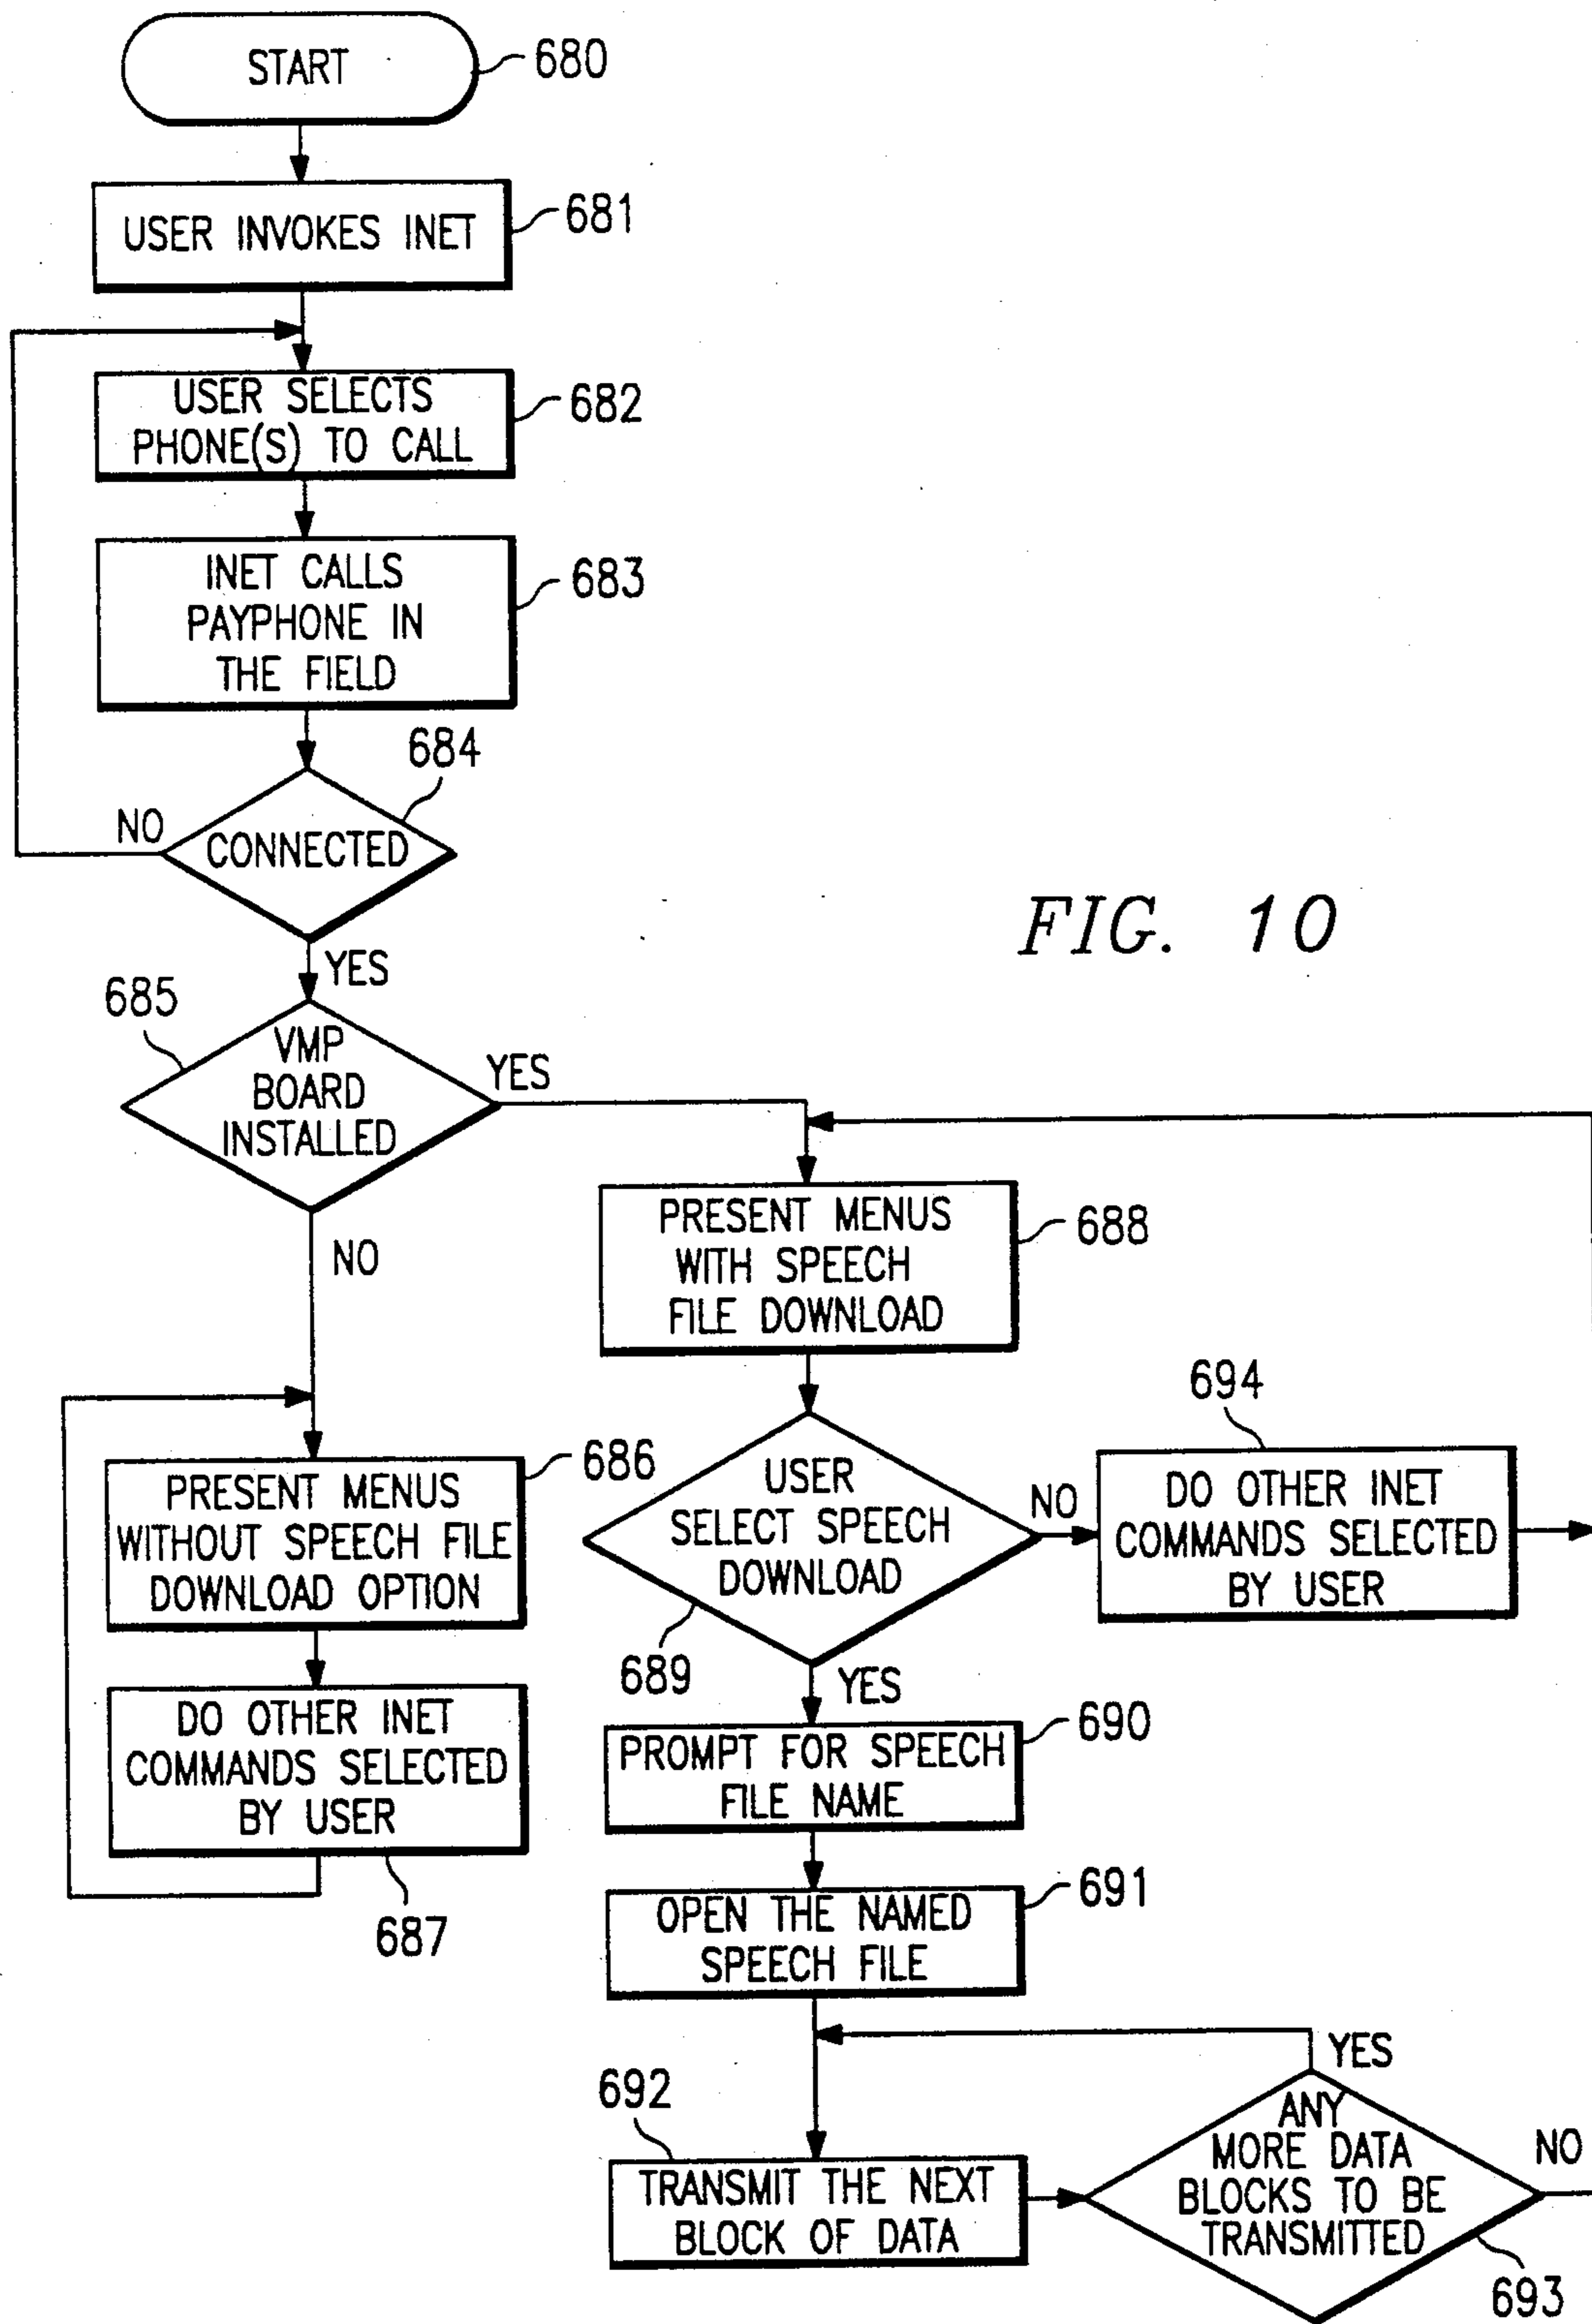 START
680
USER INVOKES INET
681
USER SELECTS
PHONE(S) TO CALL
682
INET CALLS
PAYPHONE IN
THE FIELD
683
684
CONNECTED
NO
YES
FIG. 10
685
VMP
BOARD
INSTALLED
YES
NO
PRESENT MENUS
WITH SPEECH
FILE DOWNLOAD
688
PRESENT MENUS
WITHOUT SPEECH FILE
DOWNLOAD OPTION
686
DO OTHER INET
COMMANDS SELECTED
BY USER
687
USER
SELECT SPEECH
DOWNLOAD
689
NO
694
DO OTHER INET
COMMANDS SELECTED
BY USER
YES
PROMPT FOR SPEECH
FILE NAME
690
OPEN THE NAMED
SPEECH FILE
691
692
TRANSMIT THE NEXT
BLOCK OF DATA
YES
ANY
MORE DATA
BLOCKS TO BE
TRANSMITTED
NO
693